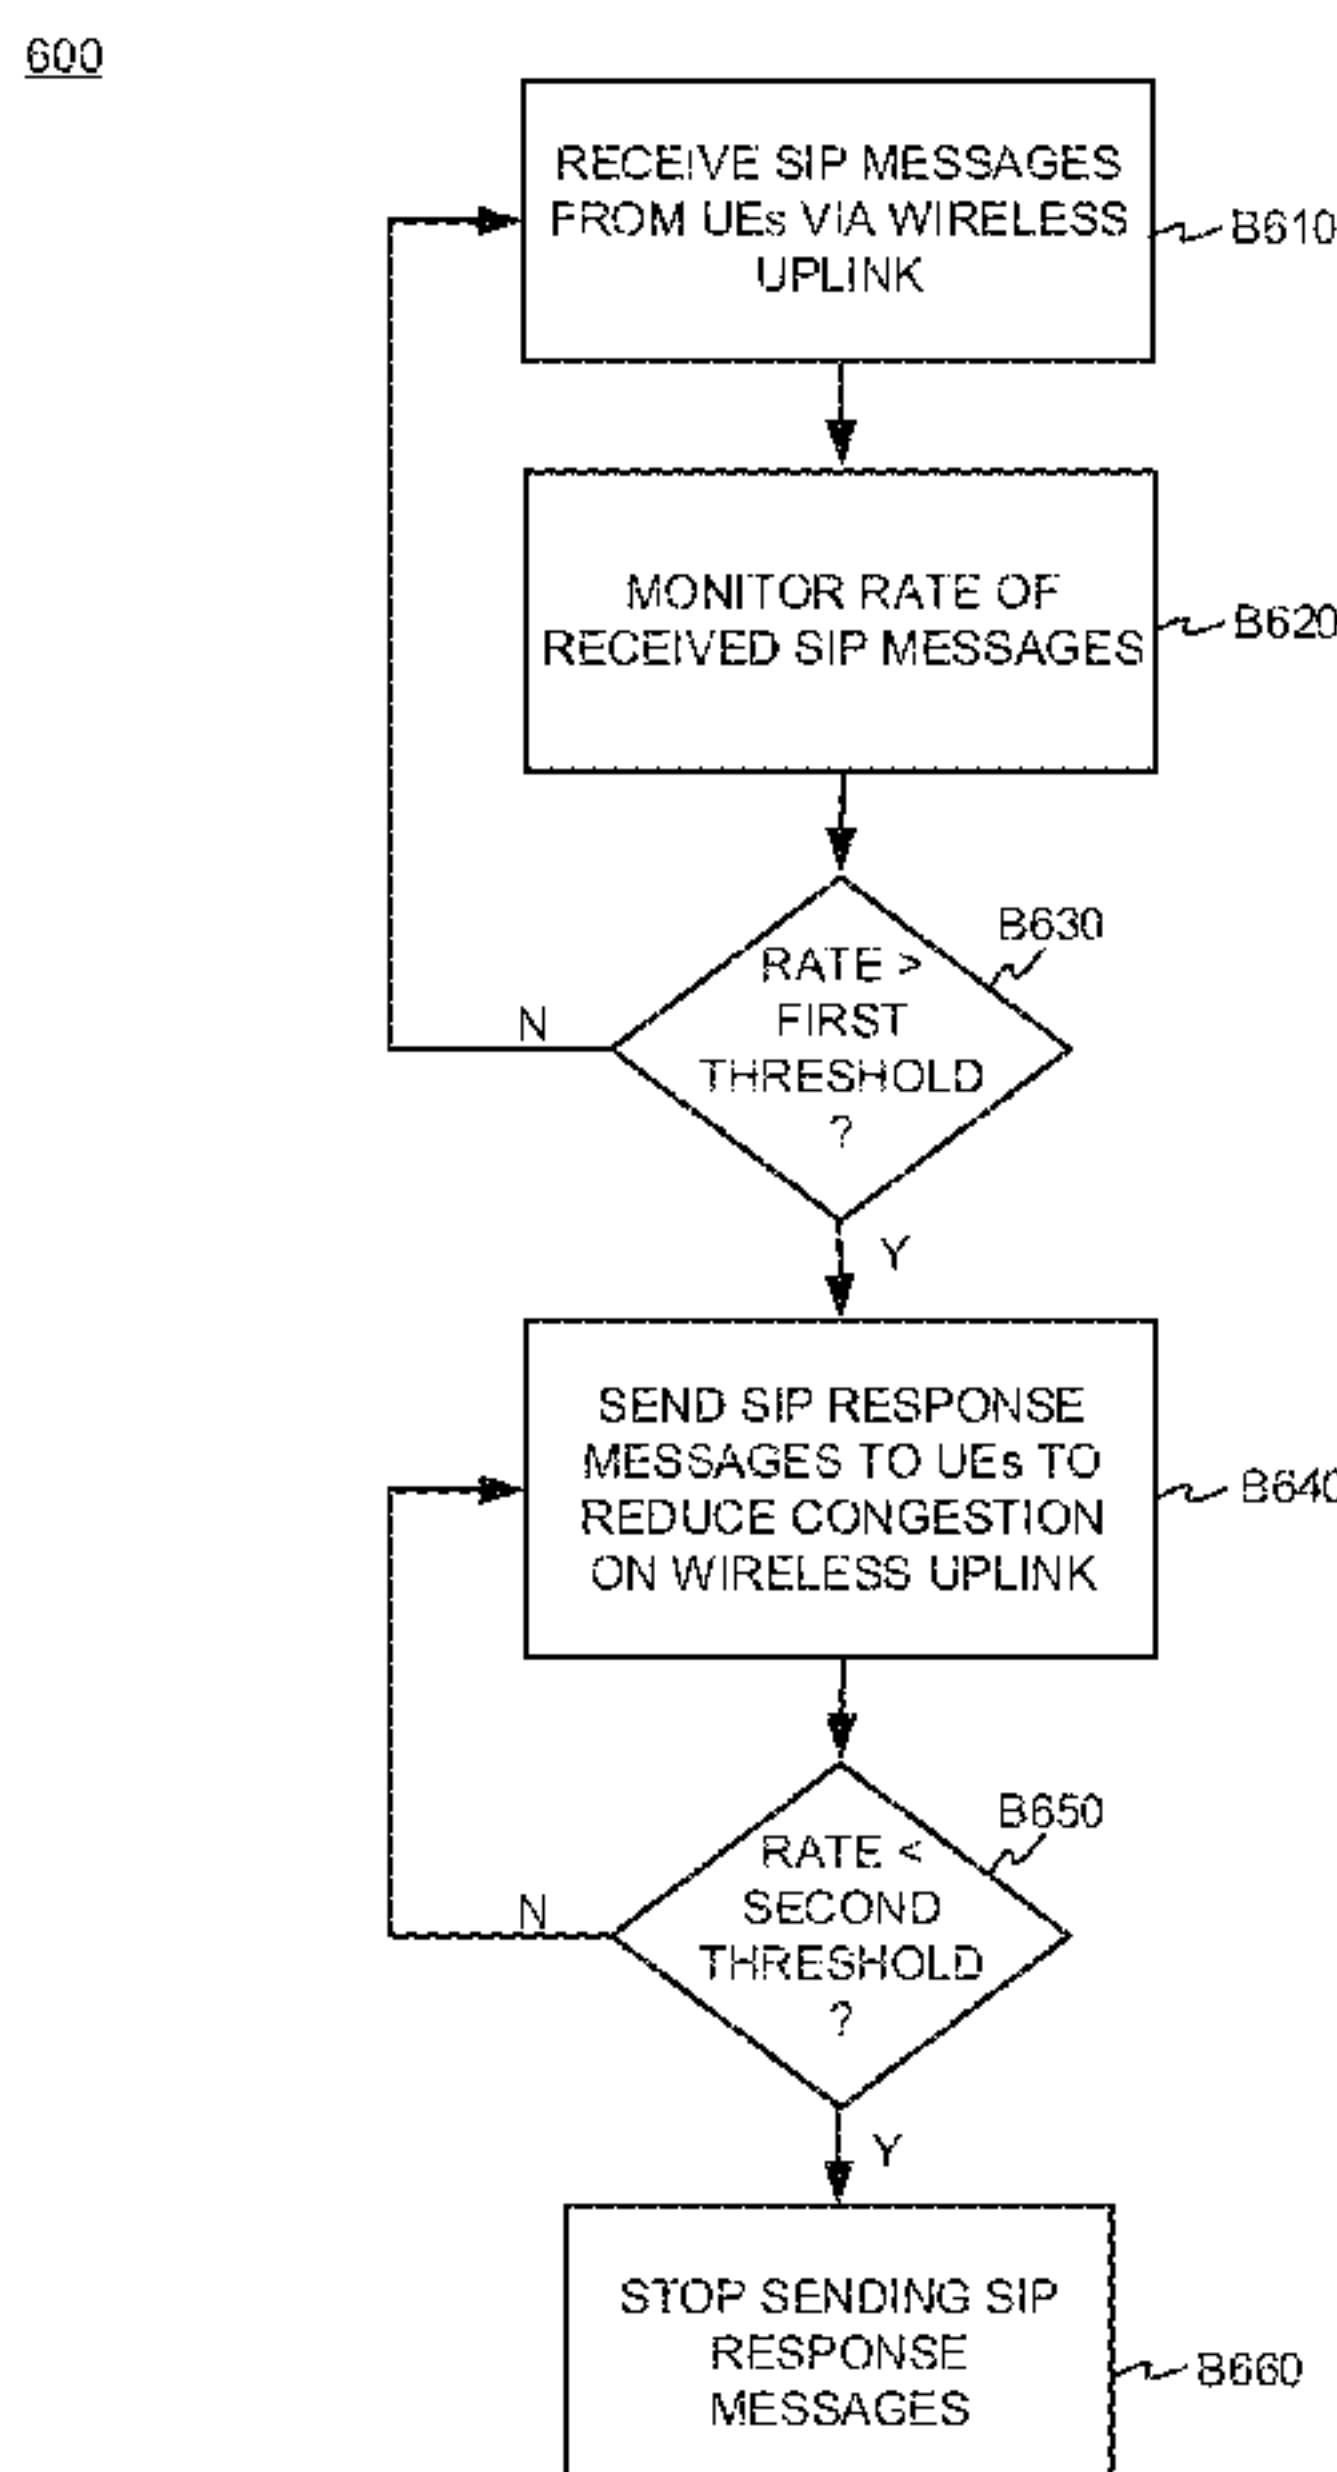 600
RECEIVE SIP MESSAGES
FROM UEs VIA WIRELESS
UPLINK
B610
MONITOR RATE OF
RECEIVED SIP MESSAGES
B620
B630
RATE >
FIRST
THRESHOLD
?
N
Y
SEND SIP RESPONSE
MESSAGES TO UEs TO
REDUCE CONGESTION
ON WIRELESS UPLINK
B640
B650
RATE <
SECOND
THRESHOLD
?
N
Y
STOP SENDING SIP
RESPONSE
MESSAGES
B660